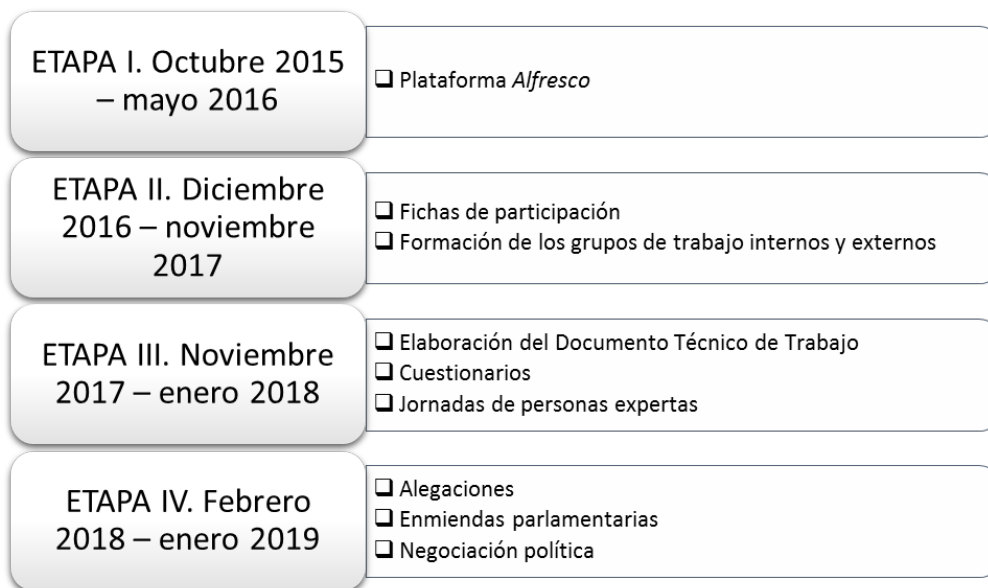 ETAPA I. Octubre 2015
– mayo 2016
❑ Plataforma Alfresco
ETAPA II. Diciembre
2016 – noviembre
2017
❑ Fichas de participación
❑ Formación de los grupos de trabajo internos y externos
ETAPA III. Noviembre
2017 – enero 2018
❑ Elaboración del Documento Técnico de Trabajo
❑ Cuestionarios
❑ Jornadas de personas expertas
ETAPA IV. Febrero
2018 – enero 2019
❑ Alegaciones
❑ Enmiendas parlamentarias
❑ Negociación política